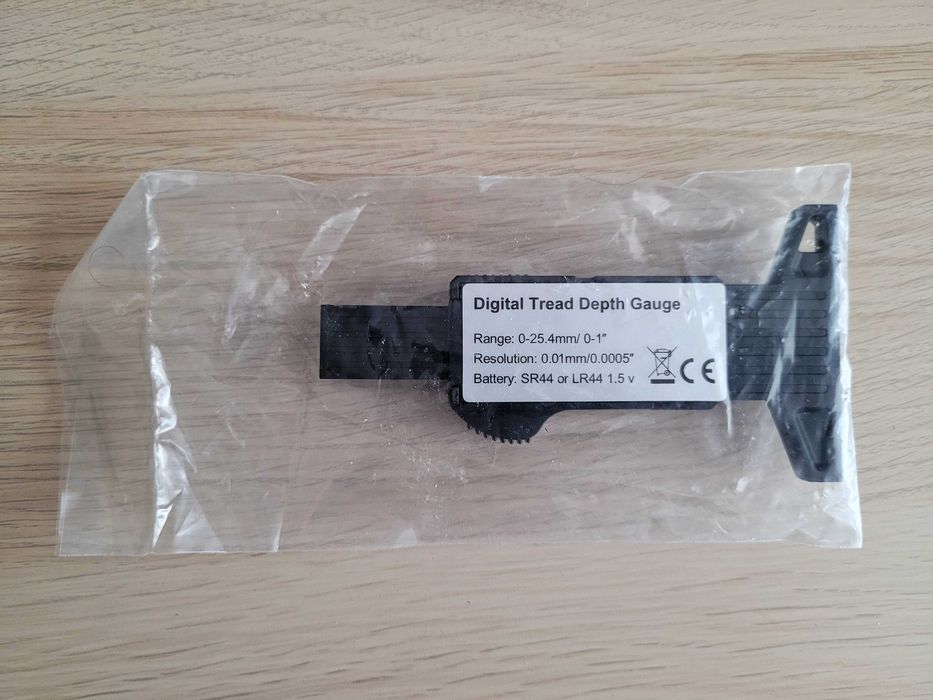 Digital Tread Depth Gauge
Range: 0-25.4mm/ 0-1"
Resolution: 0.01mm/0.0005"
Battery: SR44 or LR44 1.5 v
CE